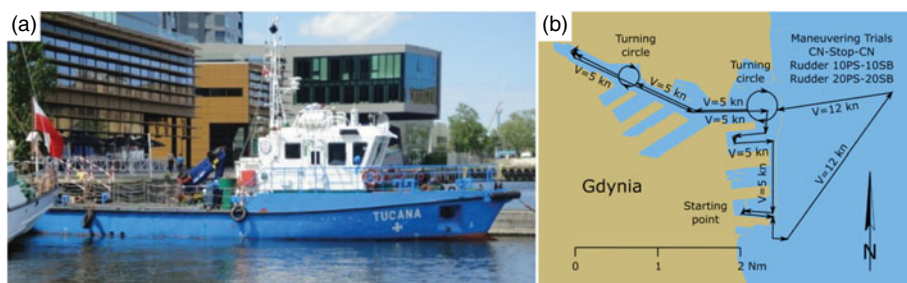 (a)
TUCANA
(b)
Turning
circle
V=5 kn
V=5 kn
Turning
circle
V=5 kn
V=5 kn
Maneuvering Trials
CN-Stop-CN
Rudder 10PS-10SB
Rudder 20PS-20SB
V=12 kn
V=5 kn
V=5 kn
V=12 kn
Gdynia
Starting
point
0
1
2 Nm
N